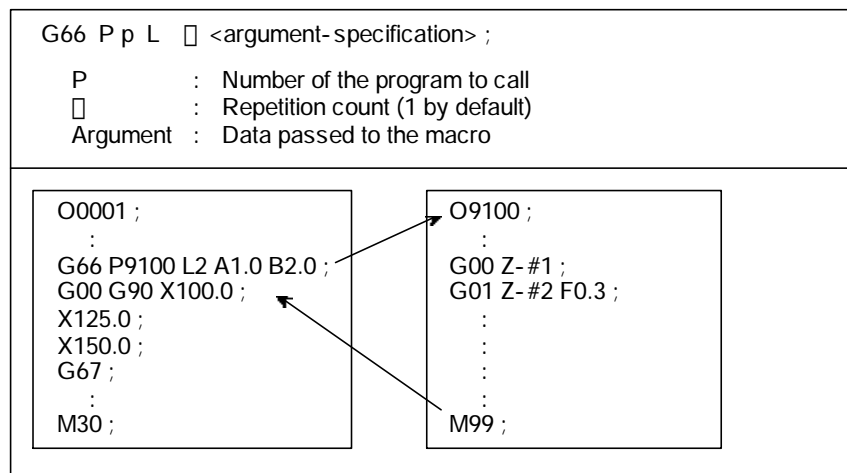 G66 P p L ▯ <argument-specification> ;
P : Number of the program to call
▯ : Repetition count (1 by default)
Argument : Data passed to the macro
O0001 ;
:
G66 P9100 L2 A1.0 B2.0 ;
G00 G90 X100.0 ;
X125.0 ;
X150.0 ;
G67 ;
:
M30 ;
O9100 ;
:
G00 Z-#1 ;
G01 Z-#2 F0.3 ;
:
:
:
:
M99 ;